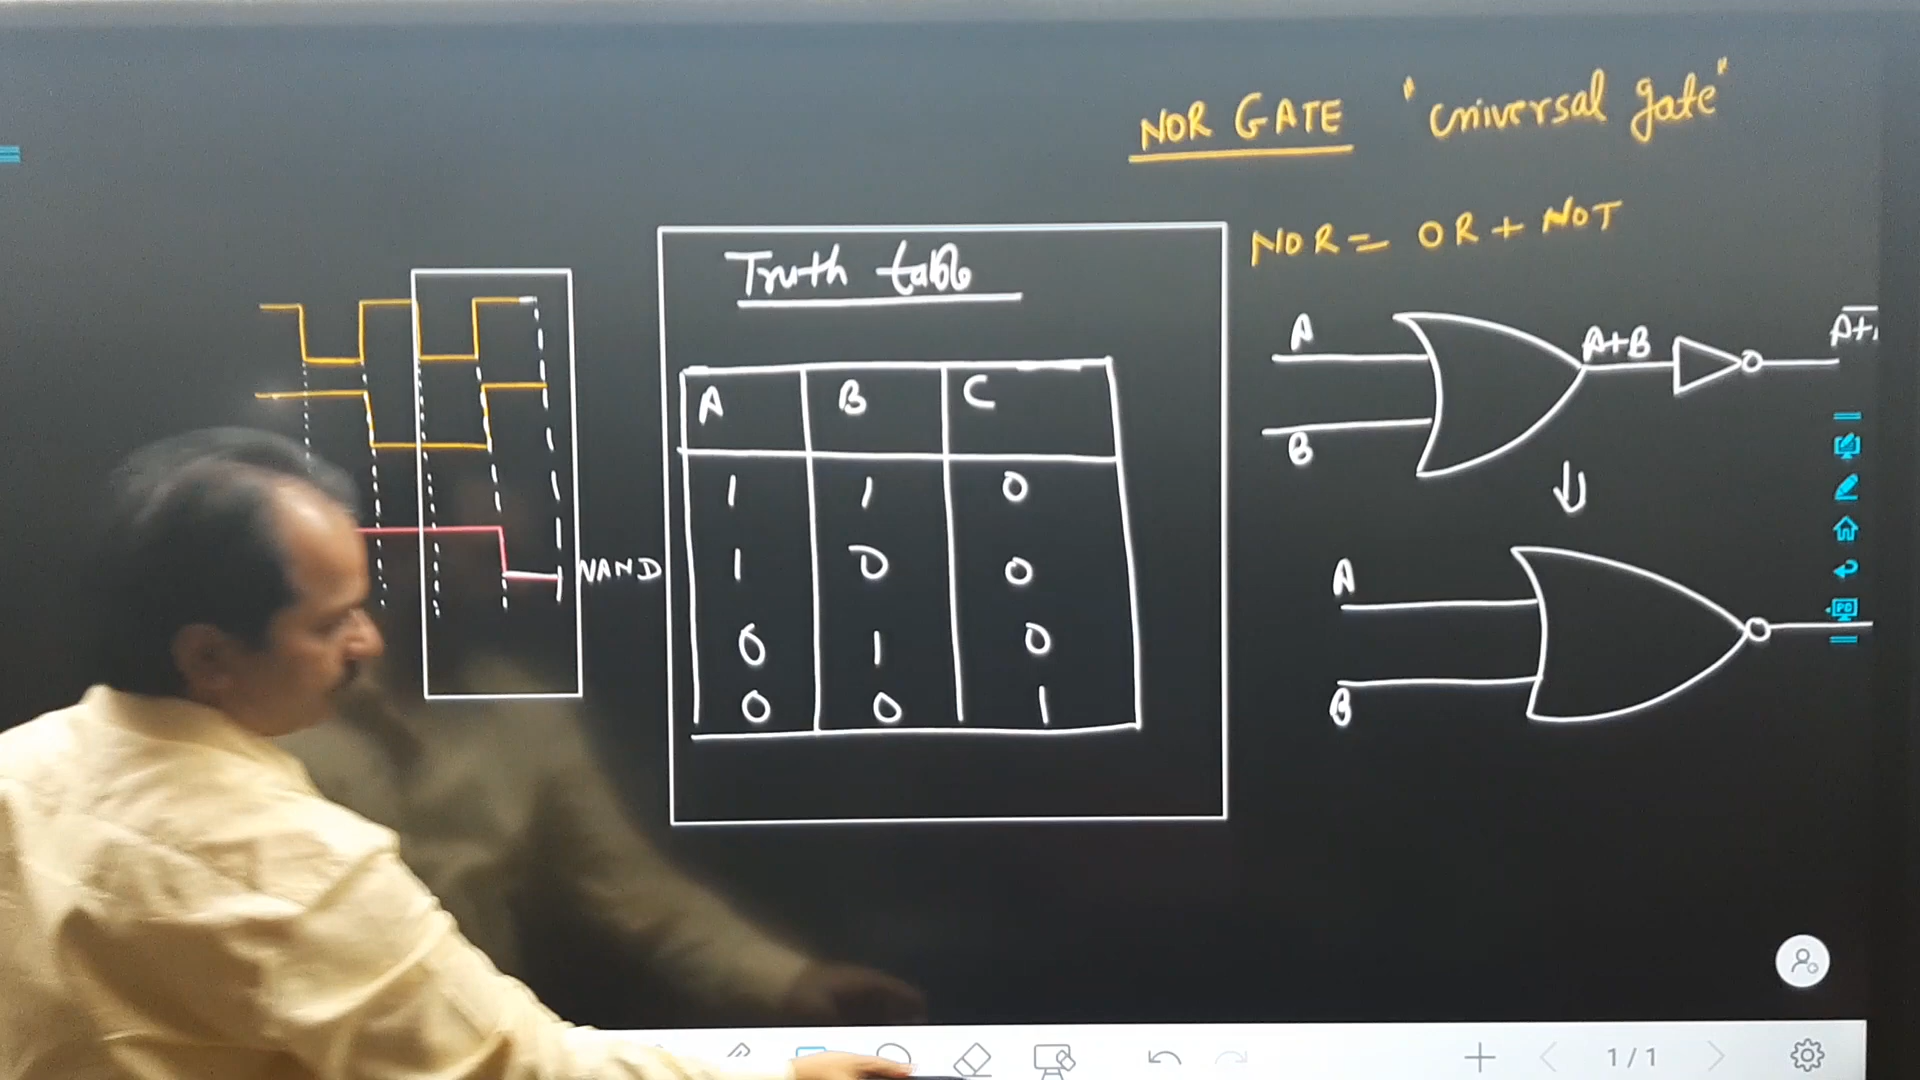 NOR GATE "Universal gate"
NOR = OR + NOT
Truth table
A B C
1 1 0
1 0 0
0 1 0
0 0 1
NAND
A
B
A+B
A
B
PD
1/1